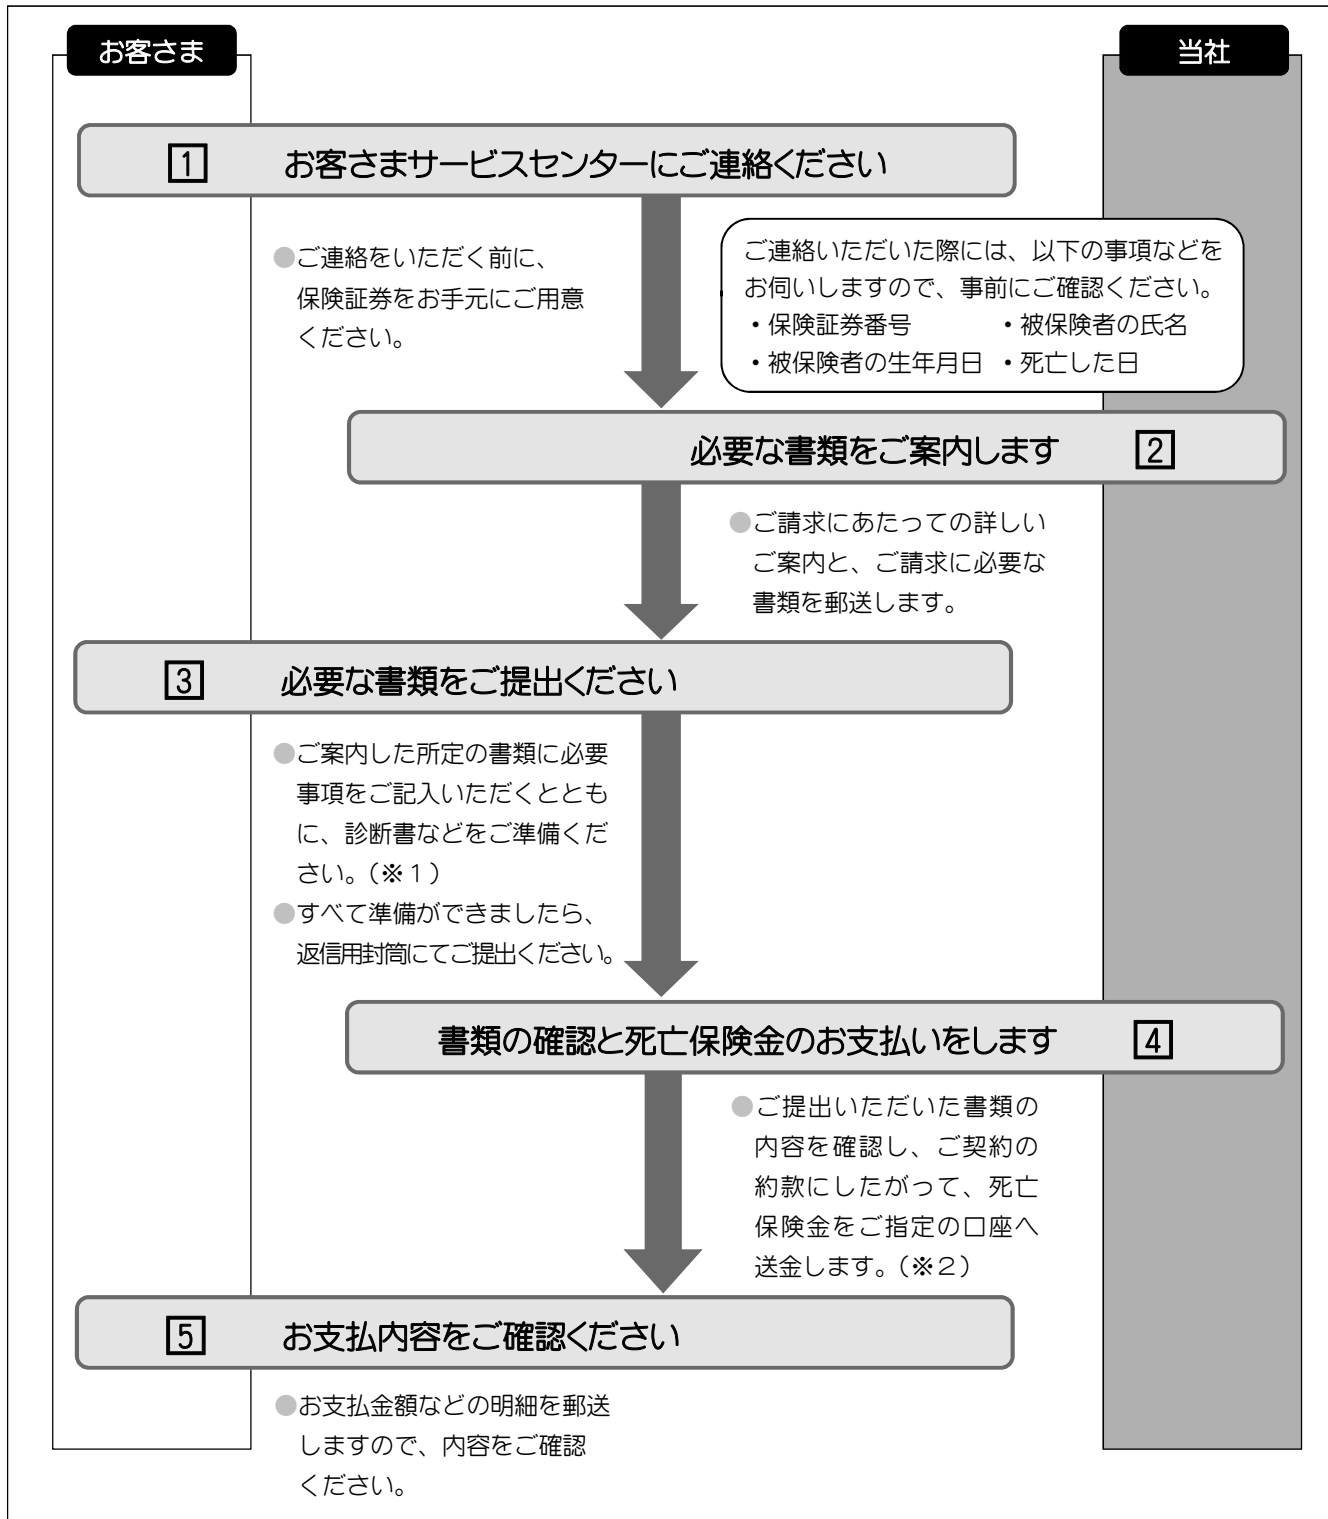 お客さま
当社
1 お客さまサービスセンターにご連絡ください
●ご連絡をいただく前に、
保険証券をお手元にご用意
ください。
ご連絡いただいた際には、以下の事項などを
お伺いしますので、事前にご確認ください。
・保険証券番号 ・被保険者の氏名
・被保険者の生年月日 ・死亡した日
必要な書類をご案内します 2
●ご請求にあたっての詳しい
ご案内と、ご請求に必要な
書類を郵送します。
3 必要な書類をご提出ください
●ご案内した所定の書類に必要
事項をご記入いただくととも
に、診断書などをご準備くだ
さい。(※1)
●すべて準備ができましたら、
返信用封筒にてご提出ください。
書類の確認と死亡保険金のお支払いをします 4
●ご提出いただいた書類の
内容を確認し、ご契約の
約款にしたがって、死亡
保険金をご指定の口座へ
送金します。(※2)
5 お支払内容をご確認ください
●お支払金額などの明細を郵送
しますので、内容をご確認
ください。